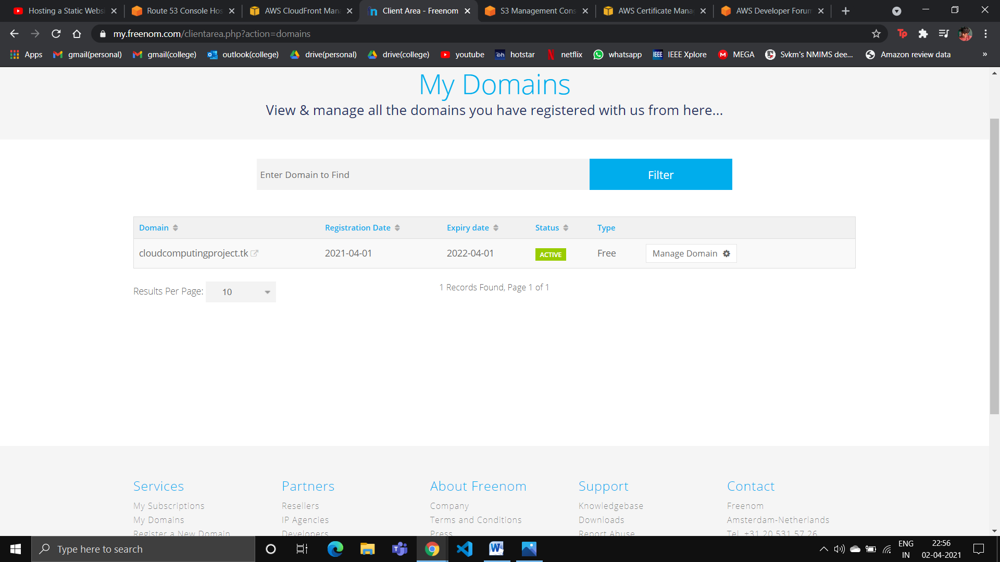 Hosting a Static Websi
Route 53 Console Hos
AWS CloudFront Mana
Client Area - Freenom
S3 Management Cons
AWS Certificate Mana
AWS Developer Forum
my.freenom.com/clientarea.php?action=domains
Apps gmail(personal) gmail(college) outlook(college) drive(personal) drive(college) youtube hotstar netflix whatsapp IEEE Xplore MEGA Svkm's NMIMS dee... Amazon review data »
My Domains
View & manage all the domains you have registered with us from here...
Enter Domain to Find Filter
Domain Registration Date Expiry date Status Type
cloudcomputingproject.tk 2021-04-01 2022-04-01 ACTIVE Free Manage Domain
Results Per Page: 10 1 Records Found, Page 1 of 1
Services Partners About Freenom Support Contact
My Subscriptions Resellers Company Knowledgebase Freenom
My Domains IP Agencies Terms and Conditions Downloads Amsterdam-Netherlands
Register a New Domain Developers Press Report Abuse Tel. +31 20 531 57 26
Type here to search
ENG 22:56
IN 02-04-2021